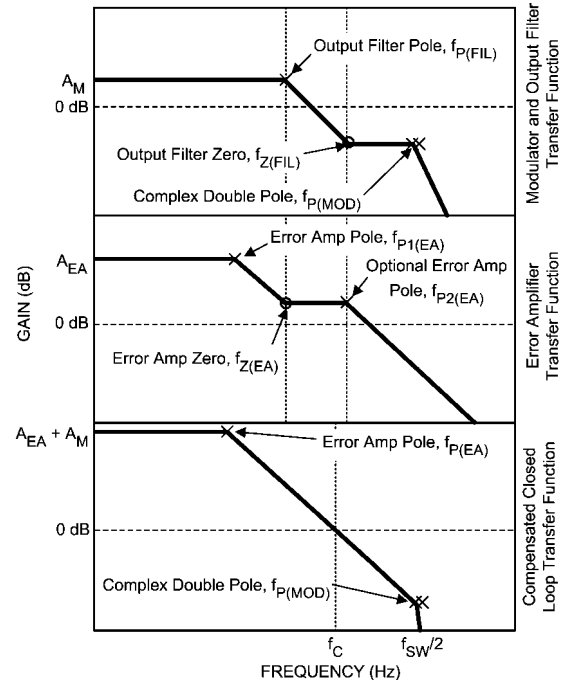 Output Filter Pole, fP(FIL)
AM
0 dB
Output Filter Zero, fZ(FIL)
Complex Double Pole, fP(MOD)
Modulator and Output Filter
Transfer Function
Error Amp Pole, fP1(EA)
AEA
Optional Error Amp
Pole, fP2(EA)
0 dB
Error Amp Zero, fZ(EA)
Error Amplifier
Transfer Function
GAIN (dB)
AEA + AM
Error Amp Pole, fP(EA)
0 dB
Complex Double Pole, fP(MOD)
Compensated Closed
Loop Transfer Function
fC
fSW/2
FREQUENCY (Hz)